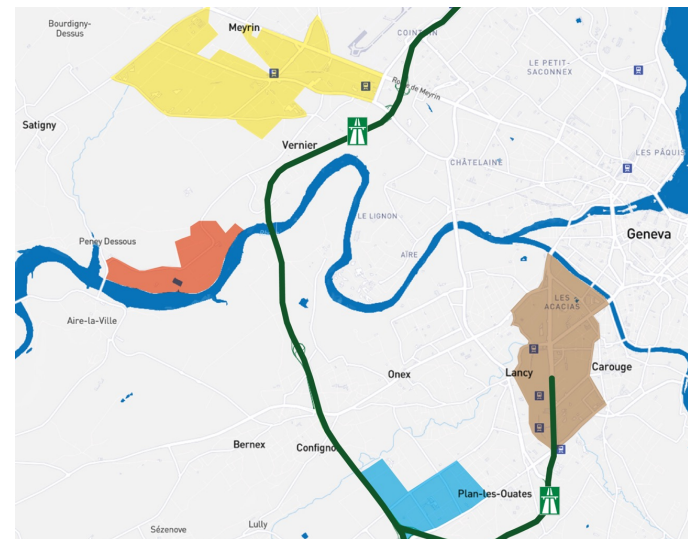 Bourdigny-
Dessus
Meyrin
COINTRIN
LE PETIT-
SACONNEX
Route de Meyrin
Satigny
Vernier
LES PÂQUIS
CHÂTELAINE
LE LIGNON
Geneva
Peney Dessous
AÏRE
LES
ACACIAS
Aire-la-Ville
Lancy
Carouge
Onex
Bernex
Confignon
Plan-les-Ouates
Lully
Sézenove